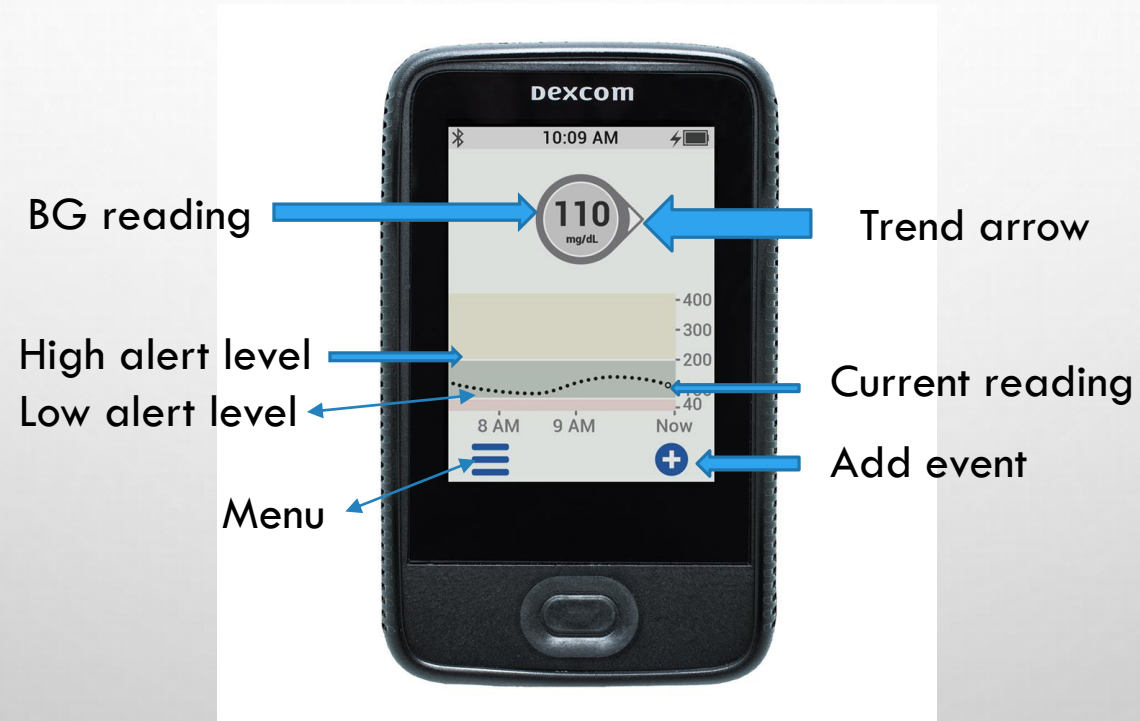 Dexcom
10:09 AM
BG reading
110
mg/dL
Trend arrow
400
300
High alert level
200
Current reading
100
Low alert level
40
8 AM
9 AM
Now
Add event
Menu